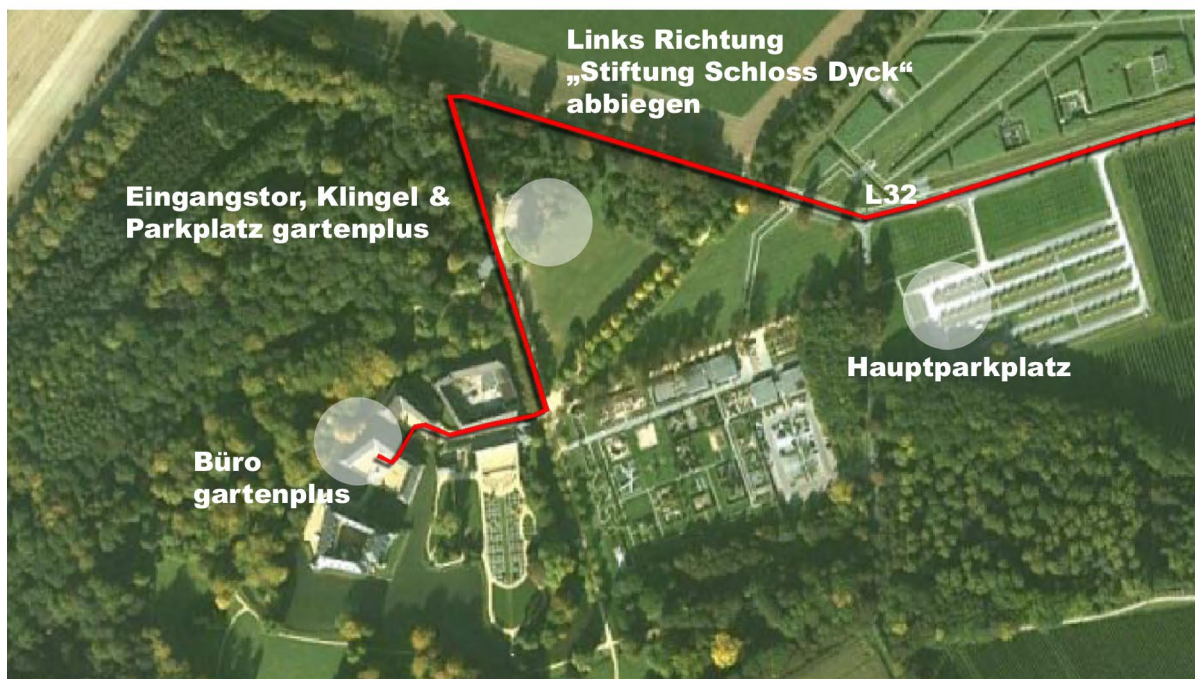 Links Richtung
„Stiftung Schloss Dyck“
abbiegen
L32
Eingangstor, Klingel &
Parkplatz gartenplus
Hauptparkplatz
Büro
gartenplus